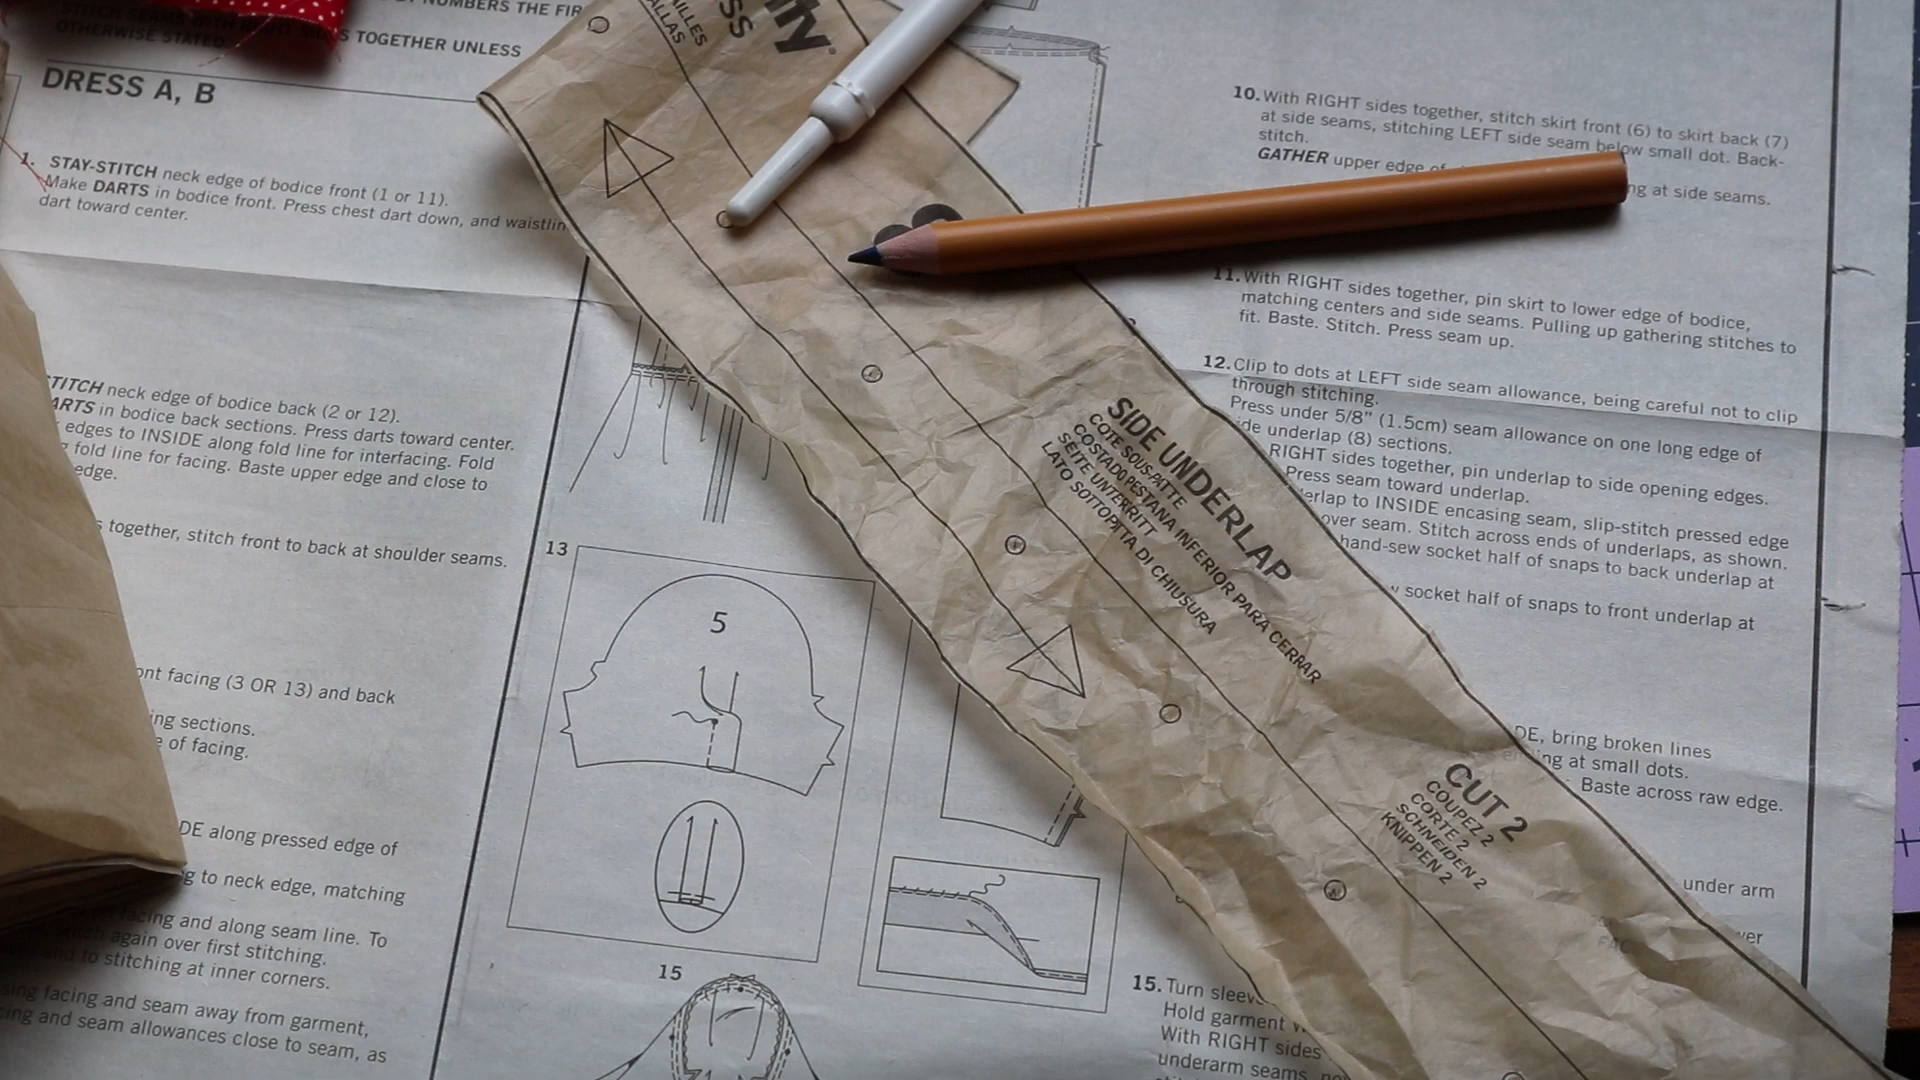 NUMBERS THE FIR
STITCH SEAMS WITH RIGHT SIDES TOGETHER UNLESS
OTHERWISE STATED.
DRESS A, B
1. STAY-STITCH neck edge of bodice front (1 or 11).
Make DARTS in bodice front. Press chest dart down, and waistlin
dart toward center.
TITCH neck edge of bodice back (2 or 12).
ARTS in bodice back sections. Press darts toward center.
edges to INSIDE along fold line for interfacing. Fold
fold line for facing. Baste upper edge and close to
edge.
together, stitch front to back at shoulder seams.
ont facing (3 OR 13) and back
ing sections.
e of facing.
DE along pressed edge of
g to neck edge, matching
facing and along seam line. To
again over first stitching.
to stitching at inner corners.
sing facing and seam away from garment,
cing and seam allowances close to seam, as
13
5
15
ffy
SS
AILLES
ALLAS
SIDE UNDERLAP
COTE SOUS-PATTE
COSTADO PESTANA INFERIOR PARA CERRAR
SEITE UNTERRITT
LATO SOTTOPITTA DI CHIUSURA
CUT 2
COUPEZ 2
CORTE 2
SCHNEIDEN 2
KNIPPEN 2
10. With RIGHT sides together, stitch skirt front (6) to skirt back (7)
at side seams, stitching LEFT side seam below small dot. Back-
stitch.
GATHER upper edge of
ng at side seams.
11. With RIGHT sides together, pin skirt to lower edge of bodice,
matching centers and side seams. Pulling up gathering stitches to
fit. Baste. Stitch. Press seam up.
12. Clip to dots at LEFT side seam allowance, being careful not to clip
through stitching.
Press under 5/8" (1.5cm) seam allowance on one long edge of
ide underlap (8) sections.
RIGHT sides together, pin underlap to side opening edges.
Press seam toward underlap.
erlap to INSIDE encasing seam, slip-stitch pressed edge
over seam. Stitch across ends of underlaps, as shown.
hand-sew socket half of snaps to back underlap at
w socket half of snaps to front underlap at
DE, bring broken lines
ng at small dots.
Baste across raw edge.
under arm
wer
15. Turn sleev
Hold garment w
With RIGHT sides
underarm seams,